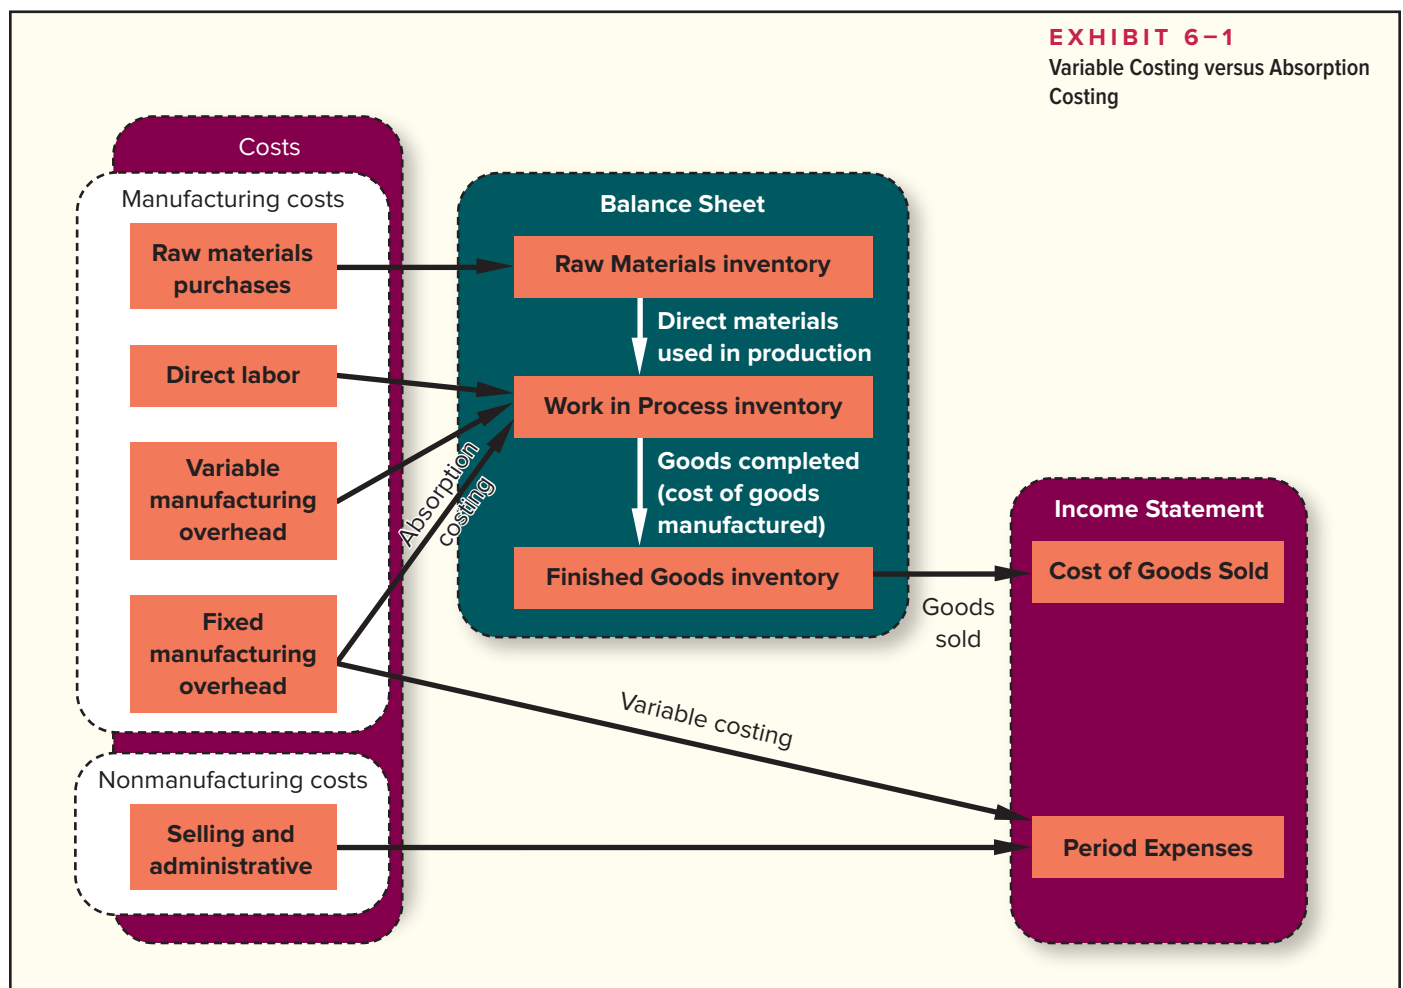 EXHIBIT 6–1
Variable Costing versus Absorption
Costing
Costs
Manufacturing costs
Raw materials
purchases
Direct labor
Variable
manufacturing
overhead
Fixed
manufacturing
overhead
Nonmanufacturing costs
Selling and
administrative
Absorption
costing
Variable costing
Balance Sheet
Raw Materials inventory
Direct materials
used in production
Work in Process inventory
Goods completed
(cost of goods
manufactured)
Finished Goods inventory
Goods
sold
Income Statement
Cost of Goods Sold
Period Expenses